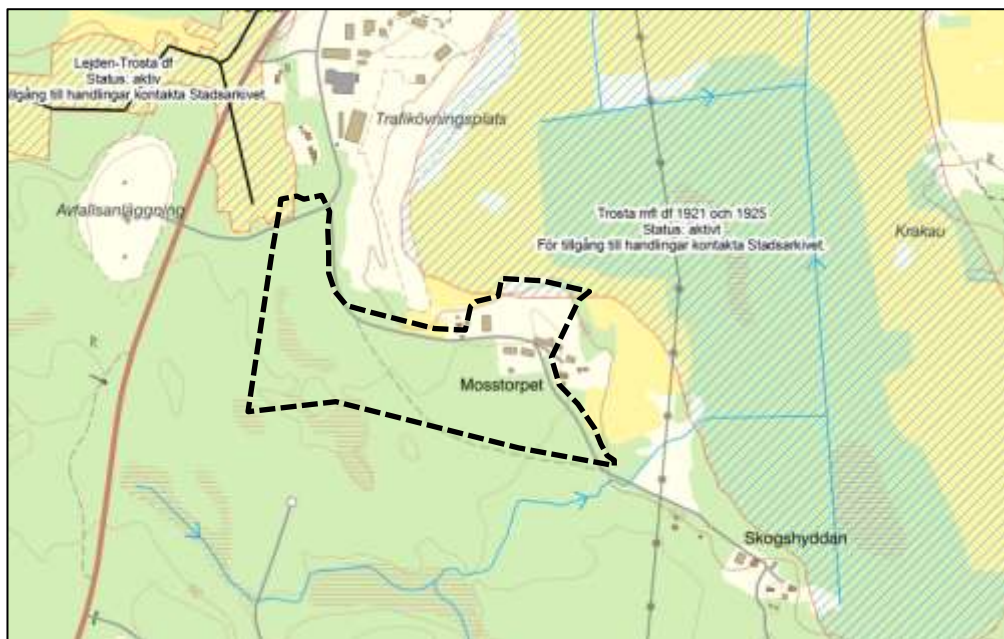 Lejden-Trosta df
Status: aktiv
llgång till handlingar kontakta Stadsarkivet.
Trafikövningsplats
Avfallsanläggning
Trosta mfl df 1921 och 1925
Status: aktivt
För tillgång till handlingar kontakta Stadsarkivet.
Krakau
Mosstorpet
Skogshyddan